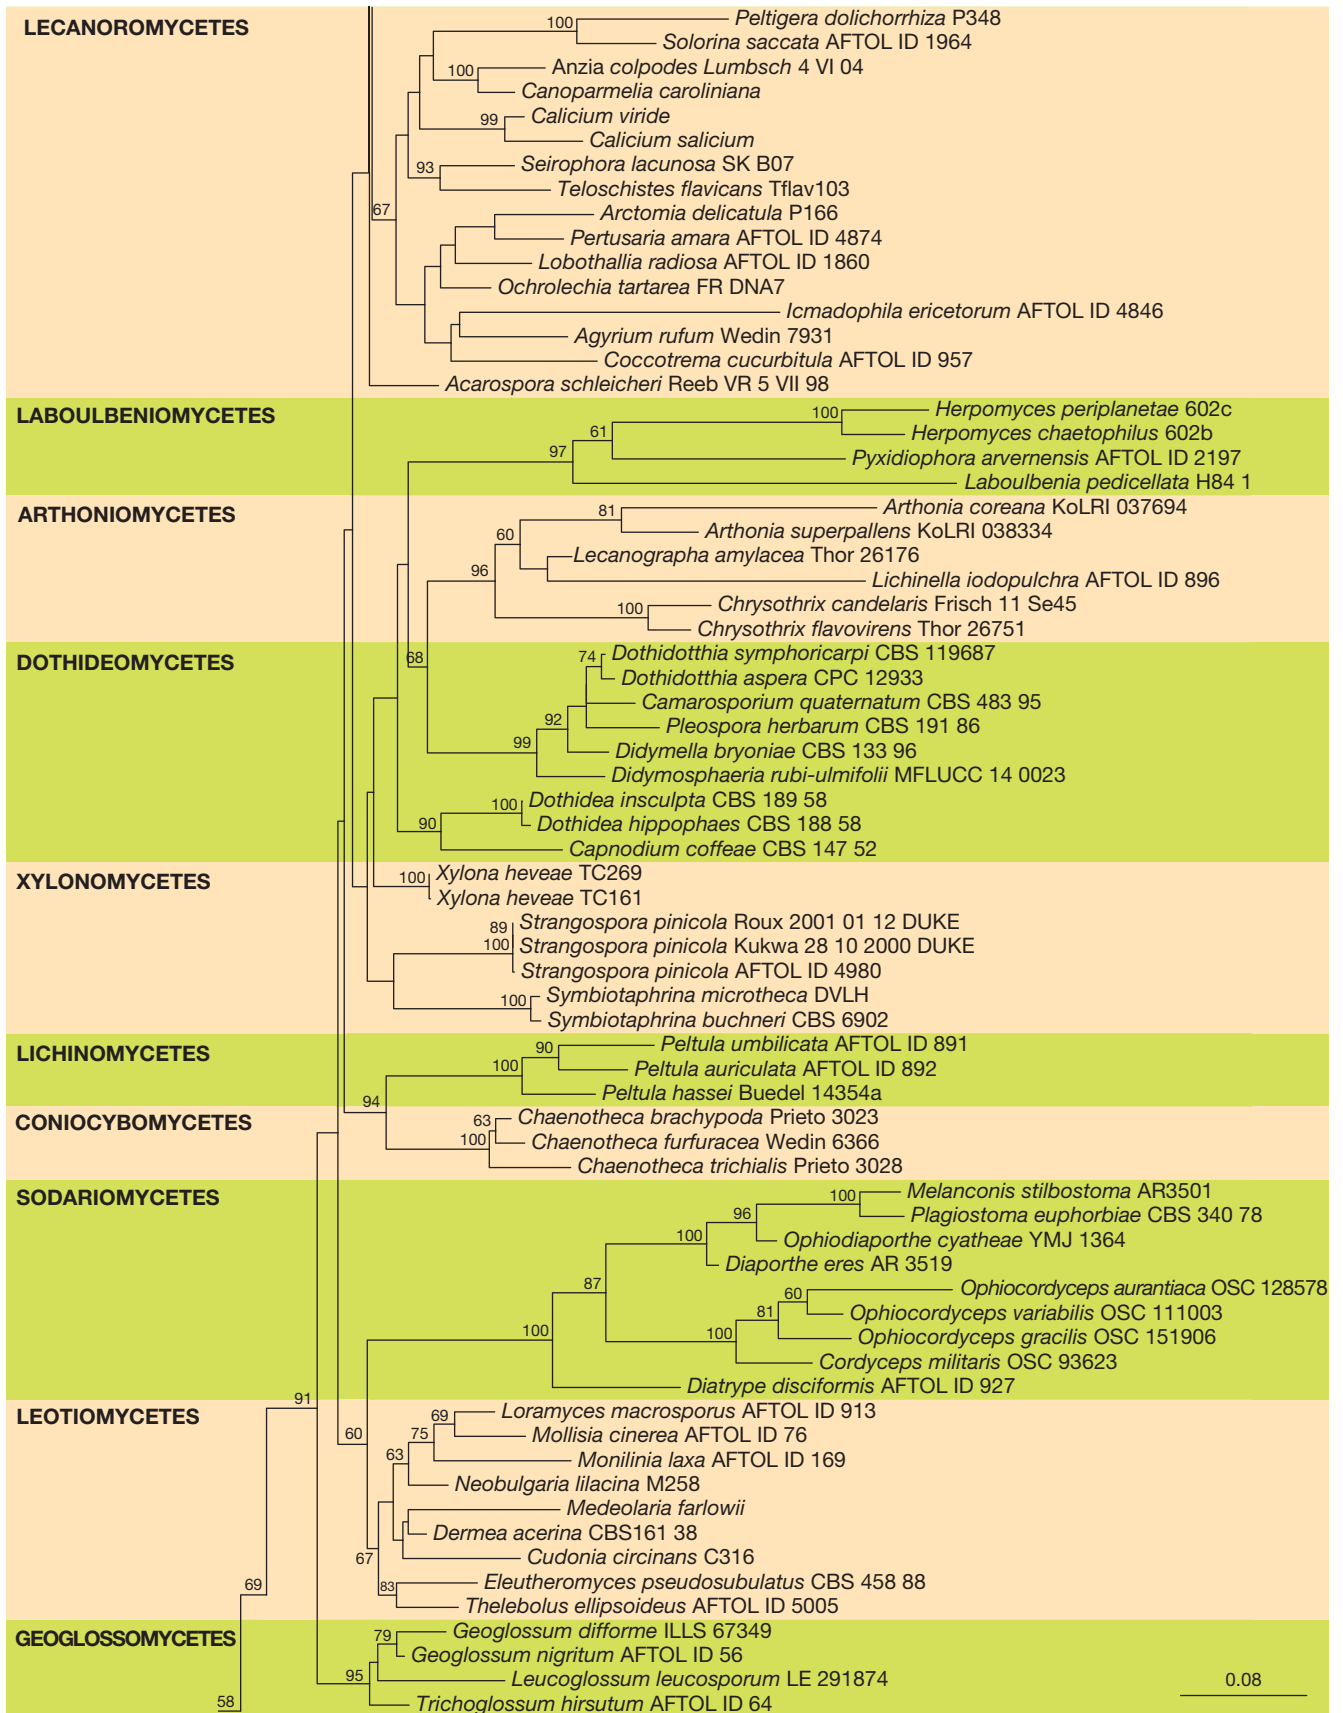 LECANOROMYCETES
100 Peltigera dolichorrhiza P348
Solorina saccata AFTOL ID 1964
100 Anzia colpodes Lumbsch 4 VI 04
Canoparmelia caroliniana
99 Calicium viride
Calicium salicium
93 Seirophora lacunosa SK B07
Teloschistes flavicans Tflav103
67 Arctomia delicatula P166
Pertusaria amara AFTOL ID 4874
Lobothallia radiosa AFTOL ID 1860
Ochrolechia tartarea FR DNA7
Icmadophila ericetorum AFTOL ID 4846
Agyrium rufum Wedin 7931
Coccotrema cucurbitula AFTOL ID 957
Acarospora schleicheri Reeb VR 5 VII 98
LABOULBENIOMYCETES
100 Herpomyces periplanetae 602c
61 Herpomyces chaetophilus 602b
97 Pyxidiophora arvernensis AFTOL ID 2197
Laboulbenia pedicellata H84 1
ARTHONIOMYCETES
81 Arthonia coreana KoLRI 037694
60 Arthonia superpallens KoLRI 038334
Lecanographa amylacea Thor 26176
96 Lichinella iodopulchra AFTOL ID 896
100 Chrysothrix candelaris Frisch 11 Se45
Chrysothrix flavovirens Thor 26751
DOTHIDEOMYCETES
68 74 Dothidotthia symphoricarpi CBS 119687
Dothidotthia aspera CPC 12933
Camarosporium quaternatum CBS 483 95
92 Pleospora herbarum CBS 191 86
99 Didymella bryoniae CBS 133 96
Didymosphaeria rubi-ulmifolii MFLUCC 14 0023
100 Dothidea insculpta CBS 189 58
90 Dothidea hippophaes CBS 188 58
Capnodium coffeae CBS 147 52
XYLONOMYCETES
100 Xylona heveae TC269
Xylona heveae TC161
89 Strangospora pinicola Roux 2001 01 12 DUKE
100 Strangospora pinicola Kukwa 28 10 2000 DUKE
Strangospora pinicola AFTOL ID 4980
100 Symbiotaphrina microtheca DVLH
Symbiotaphrina buchneri CBS 6902
LICHINOMYCETES
90 Peltula umbilicata AFTOL ID 891
100 Peltula auriculata AFTOL ID 892
94 Peltula hassei Buedel 14354a
CONIOCYBOMYCETES
63 Chaenotheca brachypoda Prieto 3023
100 Chaenotheca furfuracea Wedin 6366
Chaenotheca trichialis Prieto 3028
SODARIOMYCETES
100 Melanconis stilbostoma AR3501
96 Plagiostoma euphorbiae CBS 340 78
100 Ophiodiaporthe cyatheae YMJ 1364
Diaporthe eres AR 3519
87 60 Ophiocordyceps aurantiaca OSC 128578
81 Ophiocordyceps variabilis OSC 111003
100 100 Ophiocordyceps gracilis OSC 151906
Cordyceps militaris OSC 93623
Diatrype disciformis AFTOL ID 927
91
LEOTIOMYCETES
69 Loramyces macrosporus AFTOL ID 913
60 75 Mollisia cinerea AFTOL ID 76
63 Monilinia laxa AFTOL ID 169
Neobulgaria lilacina M258
Medeolaria farlowii
Dermea acerina CBS161 38
67 Cudonia circinans C316
69 83 Eleutheromyces pseudosubulatus CBS 458 88
Thelebolus ellipsoideus AFTOL ID 5005
GEOGLOSSOMYCETES
79 Geoglossum difforme ILLS 67349
Geoglossum nigritum AFTOL ID 56
95 Leucoglossum leucosporum LE 291874
58 Trichoglossum hirsutum AFTOL ID 64
0.08